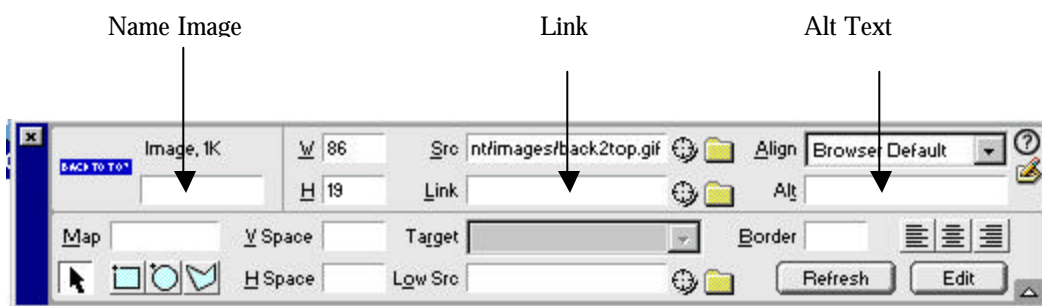 Name Image Link Alt Text
Image, 1K W 86 Src nt/images/back2top.gif Align Browser Default
BACK TO TOP
H 19 Link Alt
Map V Space Target Border
H Space Low Src Refresh Edit